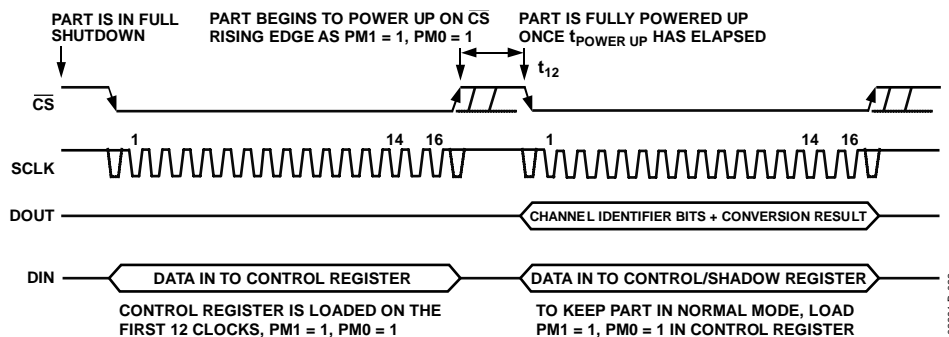 PART IS IN FULL
SHUTDOWN
PART BEGINS TO POWER UP ON CS
RISING EDGE AS PM1 = 1, PM0 = 1
PART IS FULLY POWERED UP
ONCE tPOWER UP HAS ELAPSED
t12
CS
1
14
16
1
14
16
SCLK
DOUT
CHANNEL IDENTIFIER BITS + CONVERSION RESULT
DIN
DATA IN TO CONTROL REGISTER
DATA IN TO CONTROL/SHADOW REGISTER
CONTROL REGISTER IS LOADED ON THE
FIRST 12 CLOCKS, PM1 = 1, PM0 = 1
TO KEEP PART IN NORMAL MODE, LOAD
PM1 = 1, PM0 = 1 IN CONTROL REGISTER